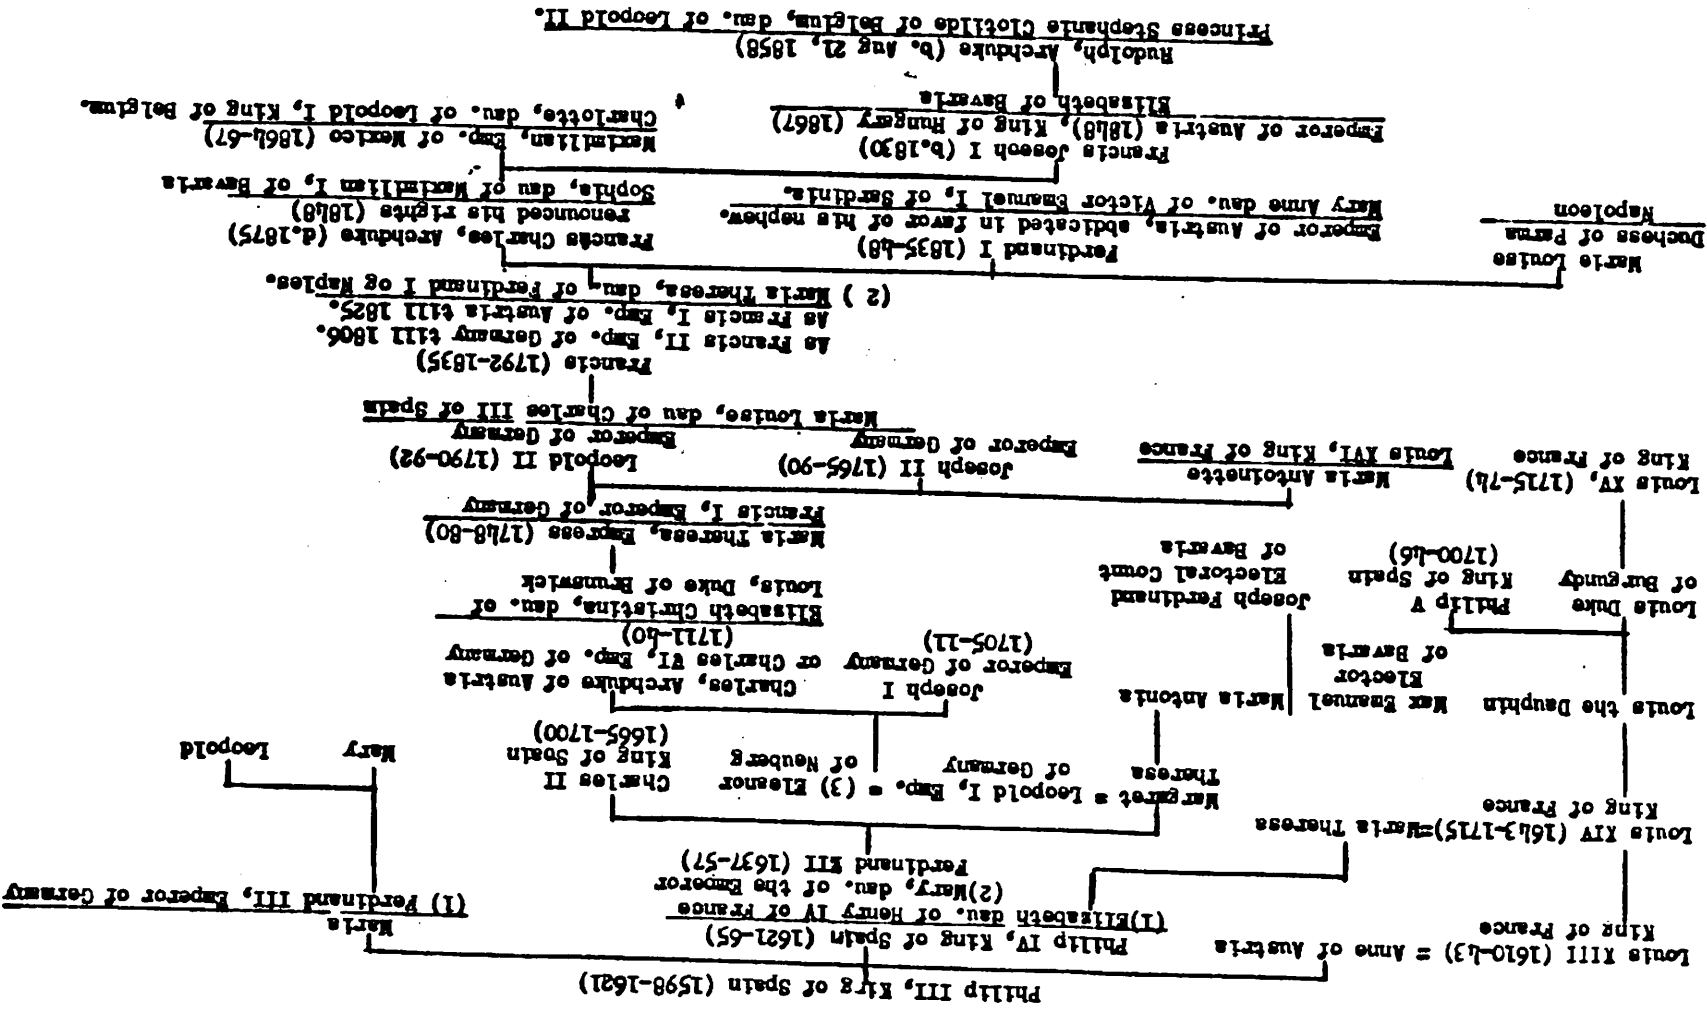 Philip III, King of Spain (1598-1621)
Louis XIII (1610-43) = Anne of Austria
King of France
Philip IV, King of Spain (1621-65)
(1)Elizabeth dau. of Henry IV of France
(2)Mary, dau. of the Emperor
Ferdinand III (1637-57)
Maria
(1) Ferdinand III, Emperor of Germany
Louis XIV (1643-1715)=Maria Theresa
King of France
Margaret = Leopold I, Emp. = (3) Eleanor
Theresa
of Germany
of Neuberg
Charles II
King of Spain
(1665-1700)
Mary
Leopold
Louis the Dauphin
Max Emanuel
Elector
of Bavaria
Maria Antonia
Joseph I
Emperor of Germany
(1705-11)
Charles, Archduke of Austria
or Charles VI, Emp. of Germany
(1711-40)
Elizabeth Christina, dau. of
Louis, Duke of Brunswick
Louis Duke
of Burgundy
Philip V
King of Spain
(1700-46)
Joseph Ferdinand
Electoral Count
of Bavaria
Maria Theresa, Empress (1748-80)
Francis I, Emperor of Germany
Louis XV, (1715-74)
King of France
Maria Antoinette
Louis XVI, King of France
Joseph II (1765-90)
Emperor of Germany
Leopold II (1790-92)
Emperor of Germany
Maria Louise, dau of Charles III of Spain
Francis (1792-1835)
As Francis II, Emp. of Germany till 1806.
As Francis I, Emp. of Austria till 1825.
(2 ) Maria Theresa, dau. of Ferdinand I og Naples.
Marie Louise
Duchess of Parma
Napoleon
Ferdinand I (1835-48)
Emperor of Austria, abdicated in favor of his nephew.
Mary Anne dau. of Victor Emanuel I, of Sardinia.
Francis Charles, Archduke (d.1875)
renounced his rights (1848)
Sophia, dau of Maximilian I, of Bavaria
Francis Joseph I (b.1830)
Emperor of Austria (1848), King of Hungary (1867)
Elizabeth of Bavaria
Maximilian, Emp. of Mexico (1864-67)
Charlotte, dau. of Leopold I, King of Belgium.
Rudolph, Archduke (b. Aug 21, 1858)
Princess Stephanie Clotilde of Belgium, dau. of Leopold II.